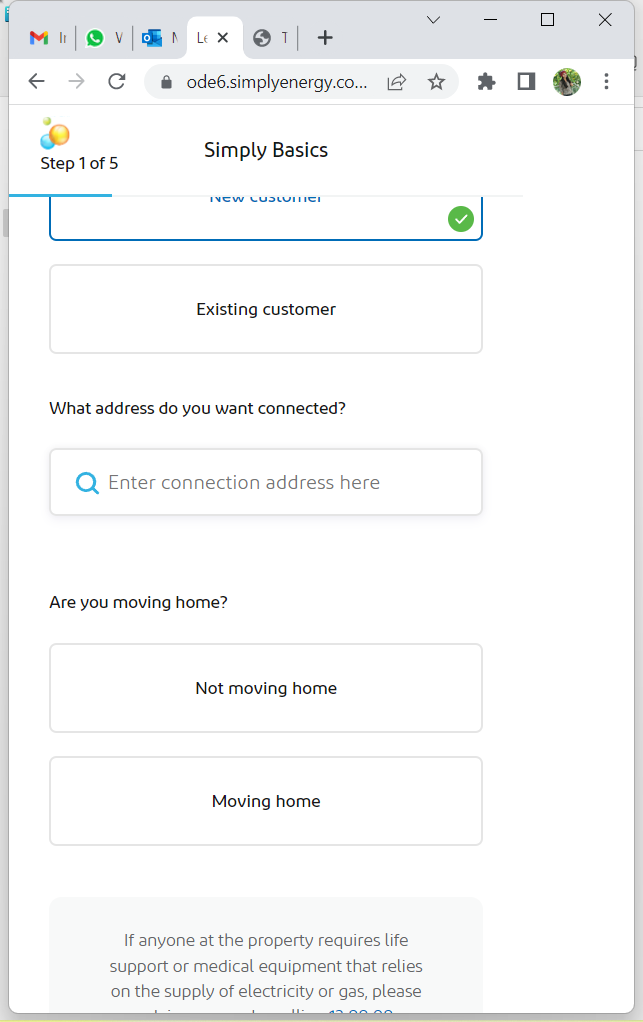 ode6.simplyenergy.co...
Step 1 of 5
Simply Basics
New customer
Existing customer
What address do you want connected?
Enter connection address here
Are you moving home?
Not moving home
Moving home
If anyone at the property requires life
support or medical equipment that relies
on the supply of electricity or gas, please